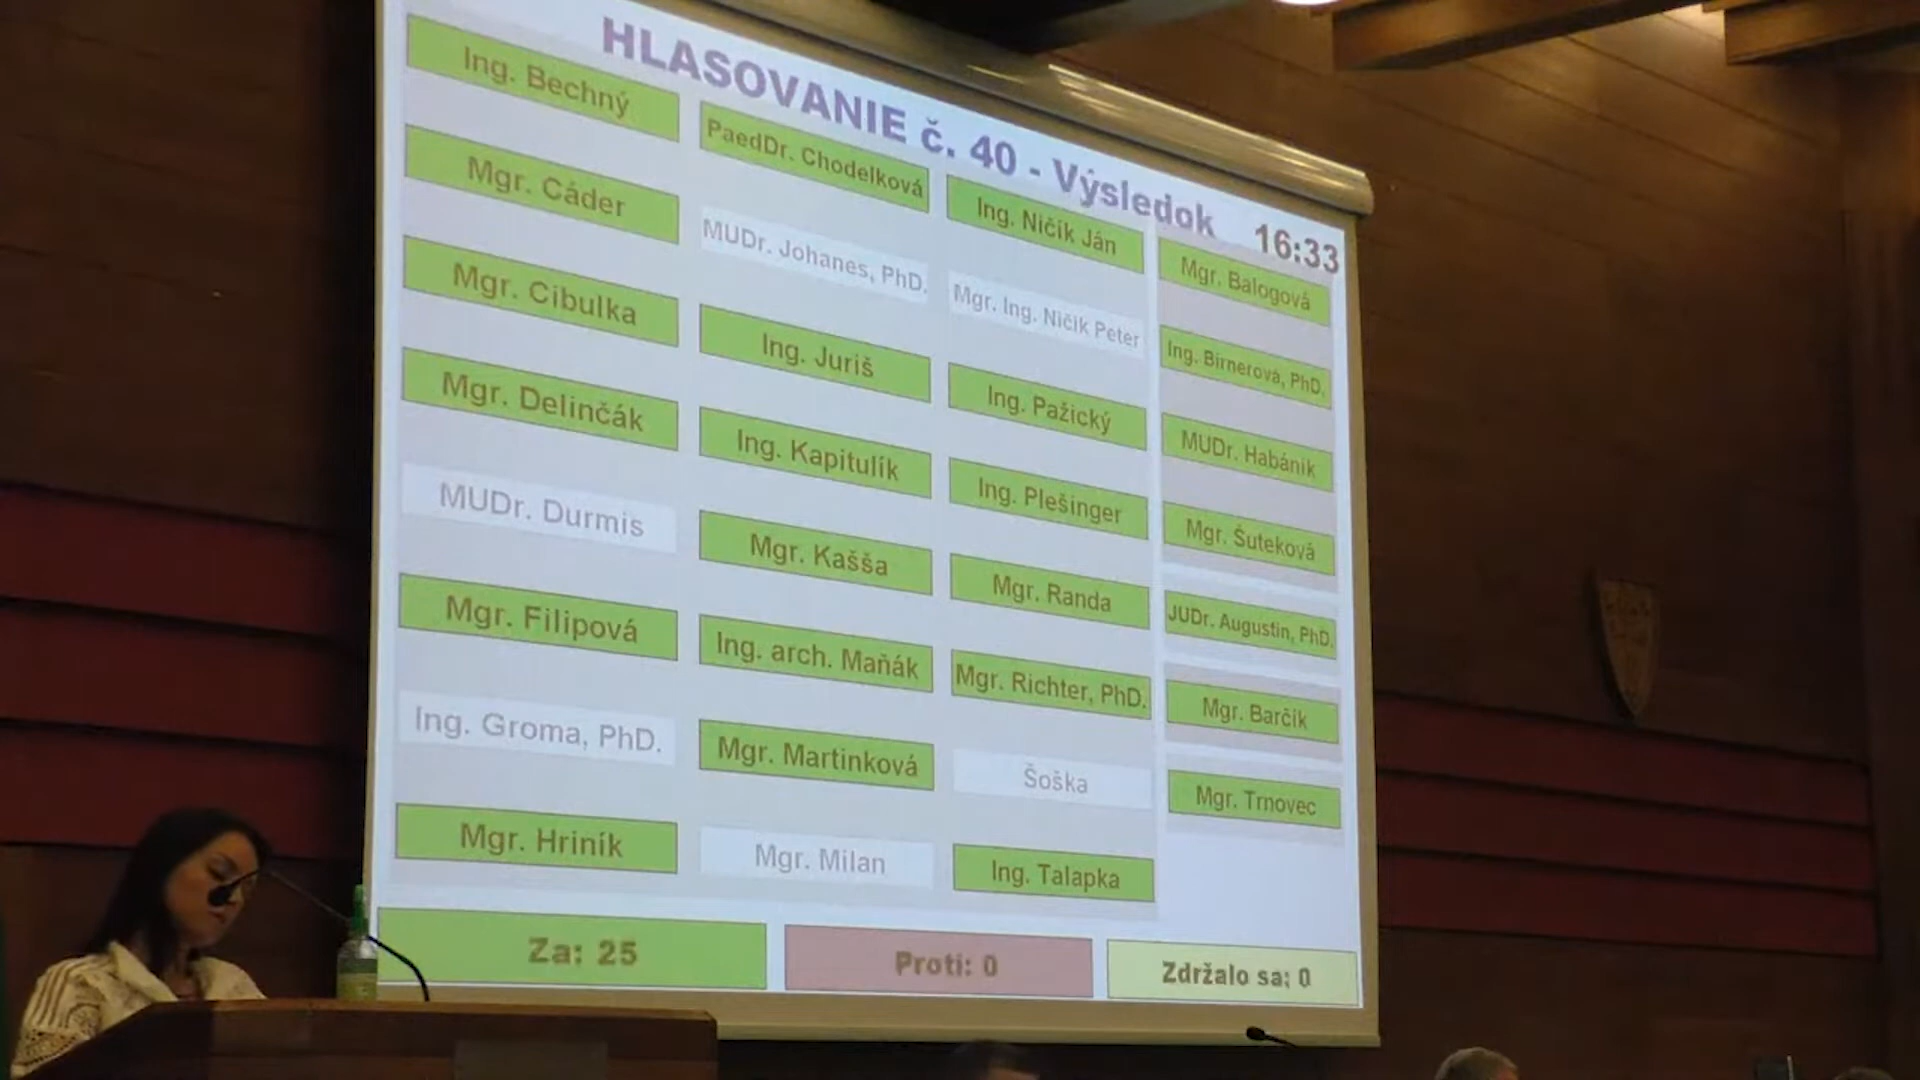 HLASOVANIE č. 40 - Výsledok
16:33
Ing. Bechný
Mgr. Cáder
Mgr. Cibulka
Mgr. Delinčák
MUDr. Durmis
Mgr. Filipová
Ing. Groma, PhD.
Mgr. Hriník
PaedDr. Chodelková
MUDr. Johanes, PhD.
Ing. Juriš
Ing. Kapitulík
Mgr. Kašša
Ing. arch. Maňák
Mgr. Martinková
Mgr. Milan
Ing. Ničík Ján
Mgr. Ing. Ničík Peter
Ing. Pažický
Ing. Plešinger
Mgr. Randa
Mgr. Richter, PhD.
Šoška
Ing. Talapka
Mgr. Balogová
Ing. Birnerová, PhD.
MUDr. Habánik
Mgr. Šuteková
JUDr. Augustin, PhD.
Mgr. Barčík
Mgr. Trnovec
Za: 25
Proti: 0
Zdržalo sa: 0